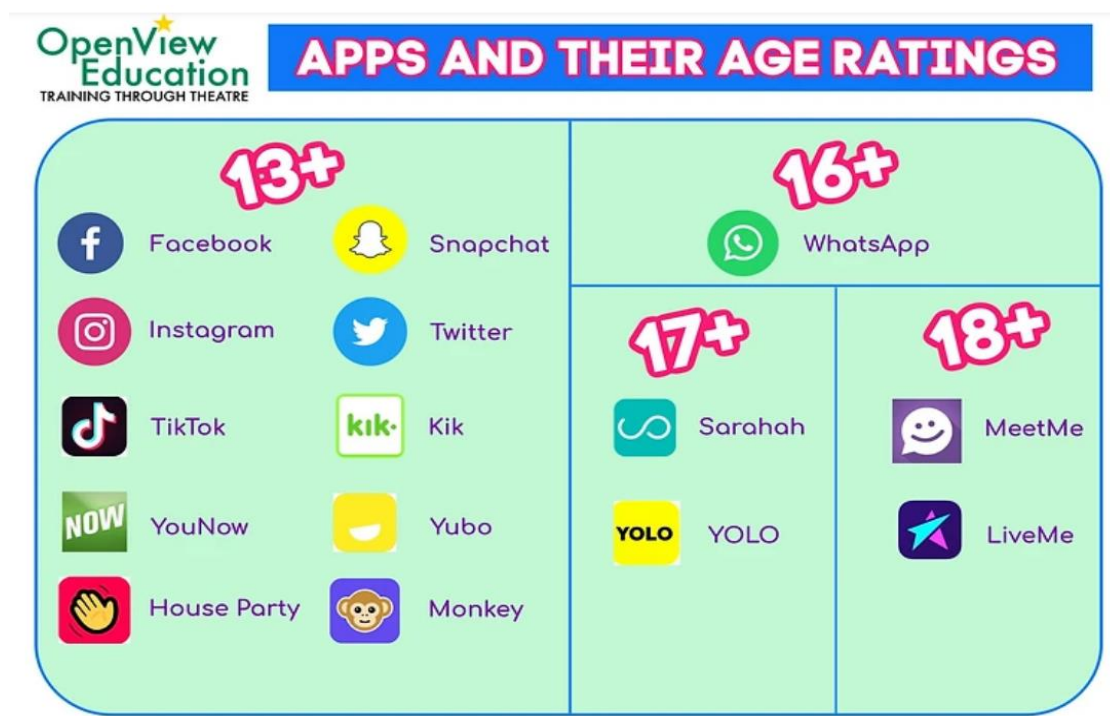 OpenView
Education
TRAINING THROUGH THEATRE
APPS AND THEIR AGE RATINGS
13+
f
Facebook
Snapchat
Instagram
Twitter
TikTok
kik.
Kik
NOW
YouNow
Yubo
House Party
Monkey
16+
WhatsApp
17+
Sarahah
YOLO
YOLO
18+
MeetMe
LiveMe